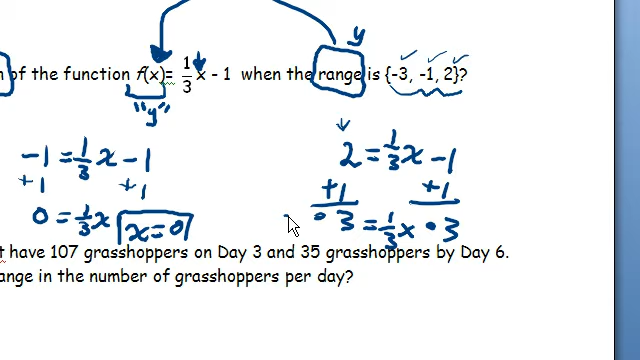 y
of the function f(x)= 1/3 x - 1 when the range is {-3, -1, 2}?
"y"
-1 = 1/3 x - 1
+1 +1
0 = 1/3 x x = 0
2 = 1/3 x - 1
+1 +1
· 3 = 1/3 x · 3
have 107 grasshoppers on Day 3 and 35 grasshoppers by Day 6.
ange in the number of grasshoppers per day?